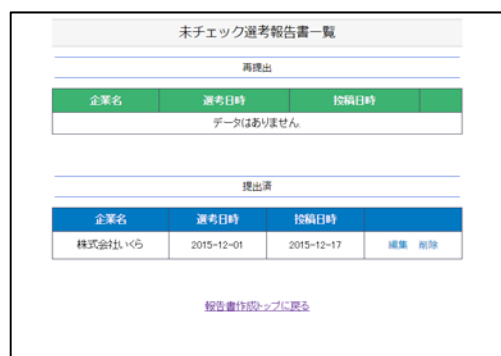 未チェック選考報告書一覧
再提出
企業名 選考日時 投稿日時
データはありません.
提出済
企業名 選考日時 投稿日時
株式会社いくら 2015-12-01 2015-12-17 編集 削除
報告書作成トップに戻る